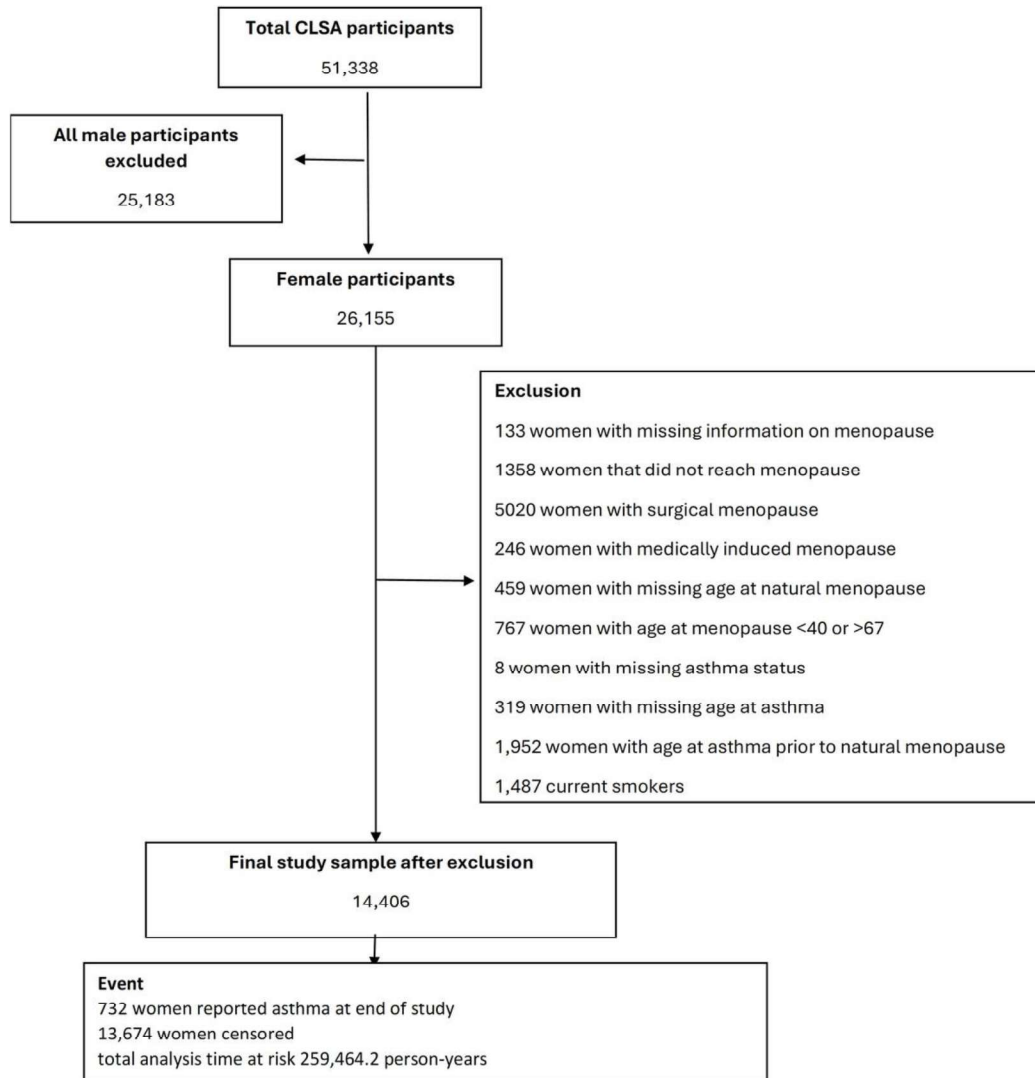 Total CLSA participants
51,338
All male participants
excluded
25,183
Female participants
26,155
Exclusion
133 women with missing information on menopause
1358 women that did not reach menopause
5020 women with surgical menopause
246 women with medically induced menopause
459 women with missing age at natural menopause
767 women with age at menopause <40 or >67
8 women with missing asthma status
319 women with missing age at asthma
1,952 women with age at asthma prior to natural menopause
1,487 current smokers
Final study sample after exclusion
14,406
Event
732 women reported asthma at end of study
13,674 women censored
total analysis time at risk 259,464.2 person-years